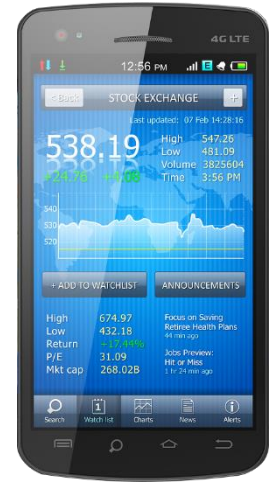 4G LTE
12:56 PM E
< Back STOCK EXCHANGE +
Last updated: 07 Feb 14:28:16
538.19
+24.76 +4.08
High 547.26
Low 481.09
Volume 3825604
Time 3:56 PM
540
530
520
+ ADD TO WATCHLIST ANNOUNCEMENTS
High 674.97
Low 432.18
Return -17.44%
P/E 31.09
Mkt cap 268.02B
Focus on Saving
Retiree Health Plans
44 min ago
Jobs Preview:
Hit or Miss
1 hr 24 min ago
1
Search Watch list Charts News Alerts